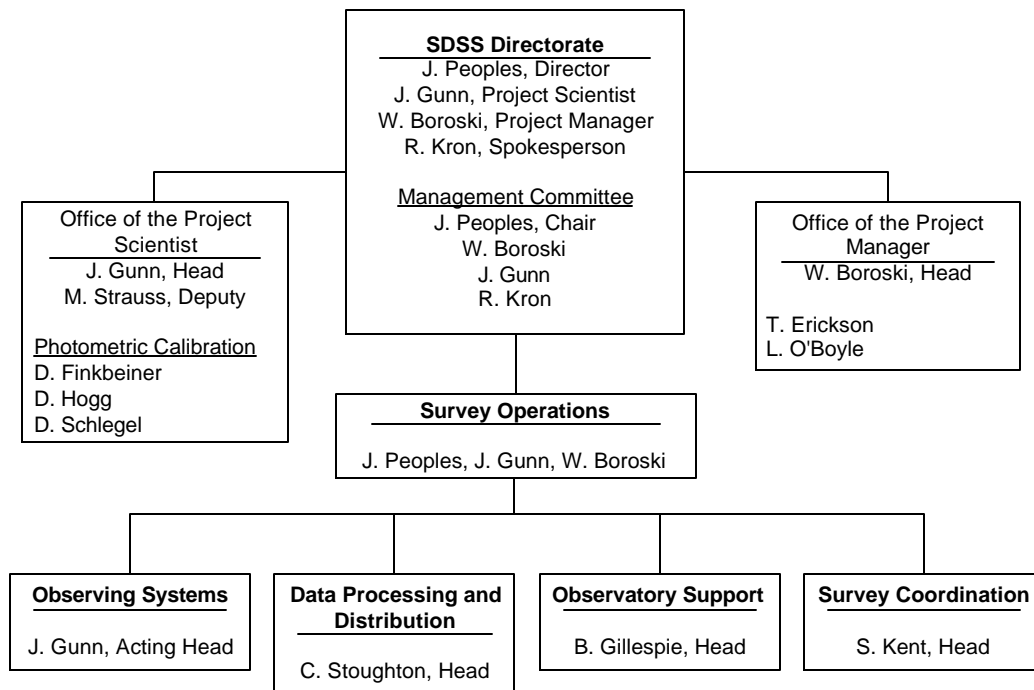 SDSS Directorate
J. Peoples, Director
J. Gunn, Project Scientist
W. Boroski, Project Manager
R. Kron, Spokesperson
Management Committee
J. Peoples, Chair
W. Boroski
J. Gunn
R. Kron
Office of the Project
Scientist
J. Gunn, Head
M. Strauss, Deputy
Photometric Calibration
D. Finkbeiner
D. Hogg
D. Schlegel
Office of the Project
Manager
W. Boroski, Head
T. Erickson
L. O'Boyle
Survey Operations
J. Peoples, J. Gunn, W. Boroski
Observing Systems
J. Gunn, Acting Head
Data Processing and
Distribution
C. Stoughton, Head
Observatory Support
B. Gillespie, Head
Survey Coordination
S. Kent, Head